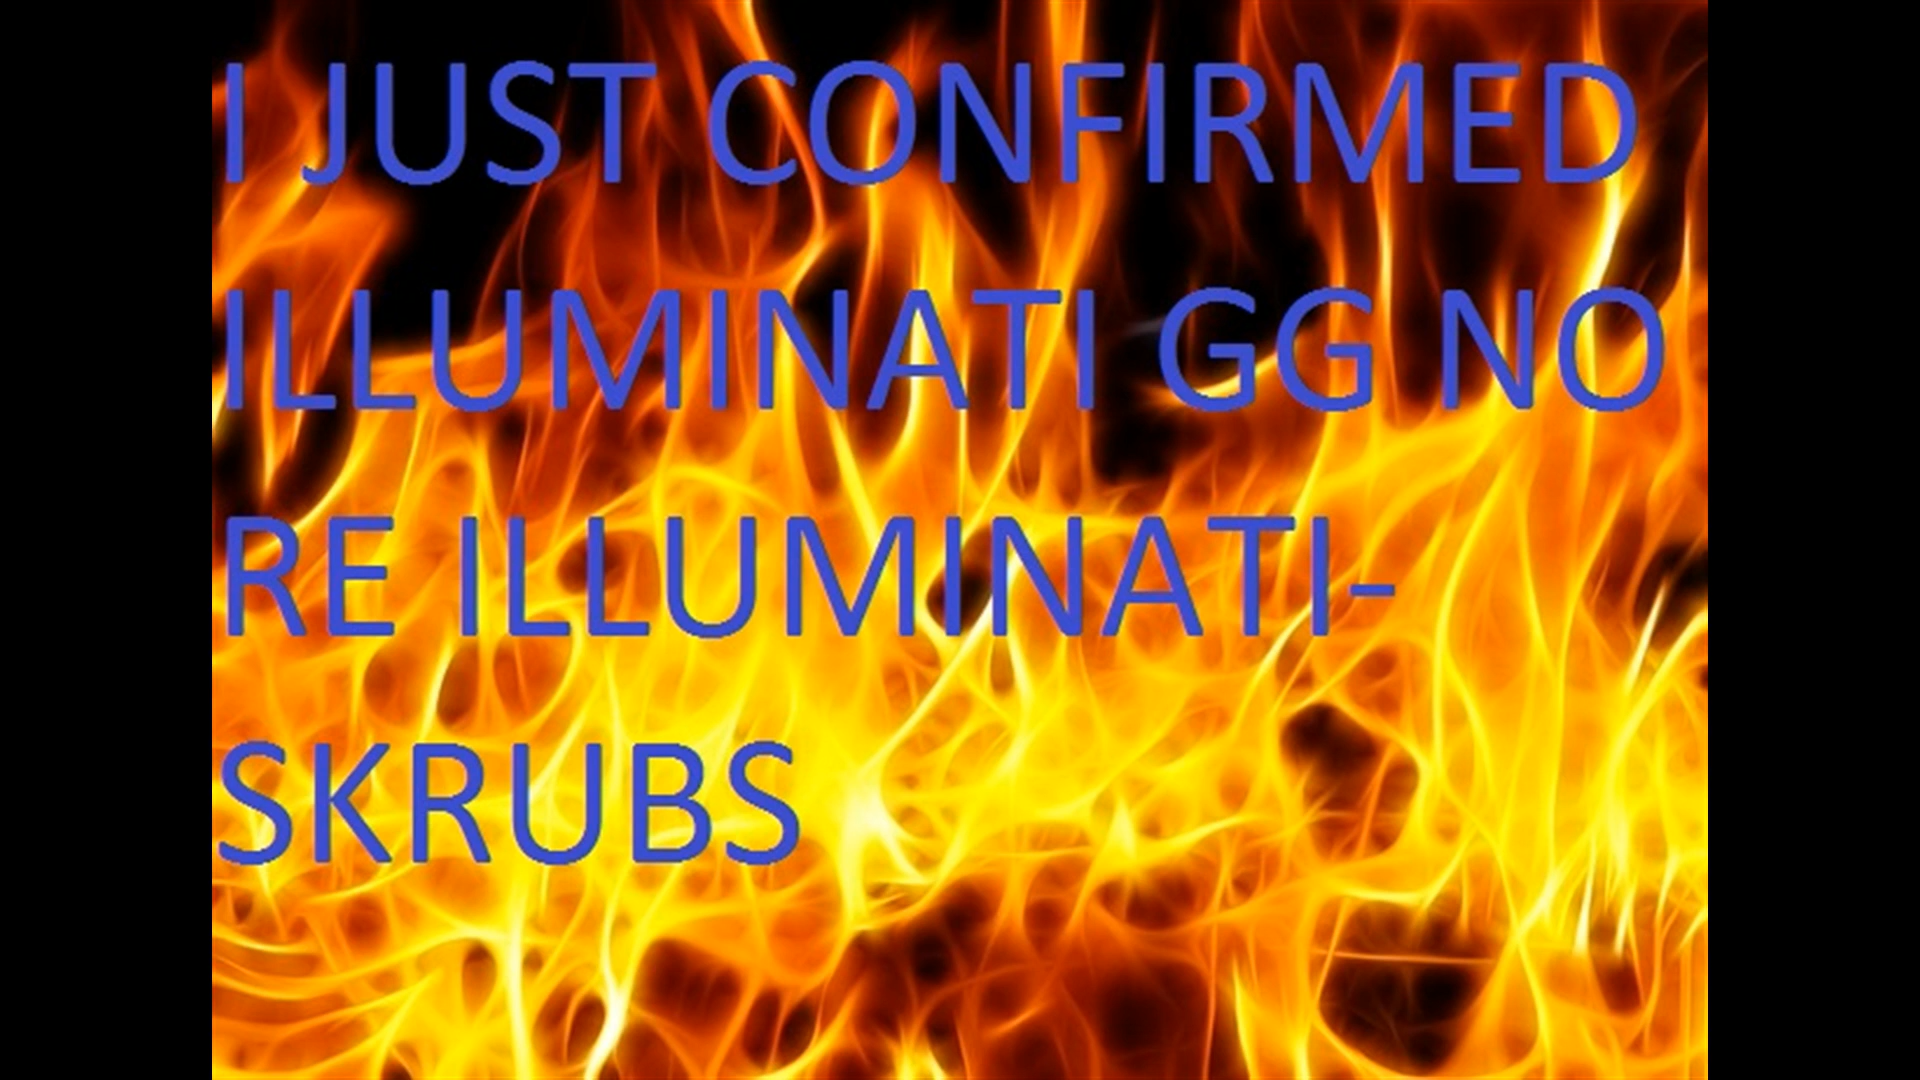 I JUST CONFIRMED
ILLUMINATI GG NO
RE ILLUMINATI-
SKRUBS